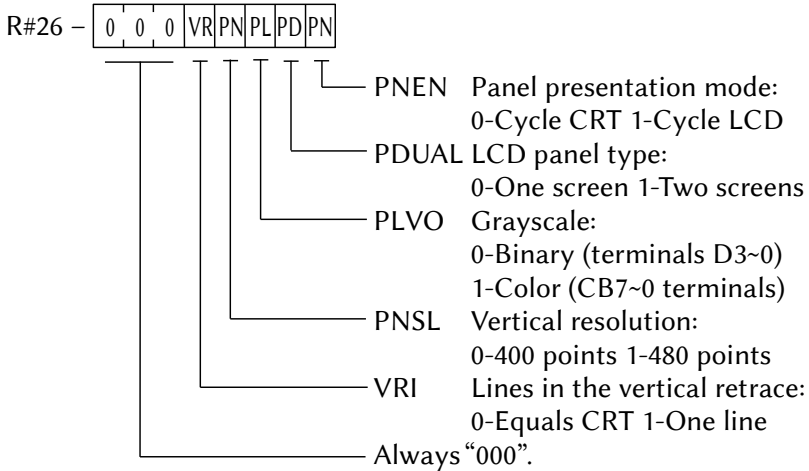 R#26 – 0 0 0 VR PN PL PD PN
PNEN Panel presentation mode:
0-Cycle CRT 1-Cycle LCD
PDUAL LCD panel type:
0-One screen 1-Two screens
PLVO Grayscale:
0-Binary (terminals D3~0)
1-Color (CB7~0 terminals)
PNSL Vertical resolution:
0-400 points 1-480 points
VRI Lines in the vertical retrace:
0-Equals CRT 1-One line
Always “000”.